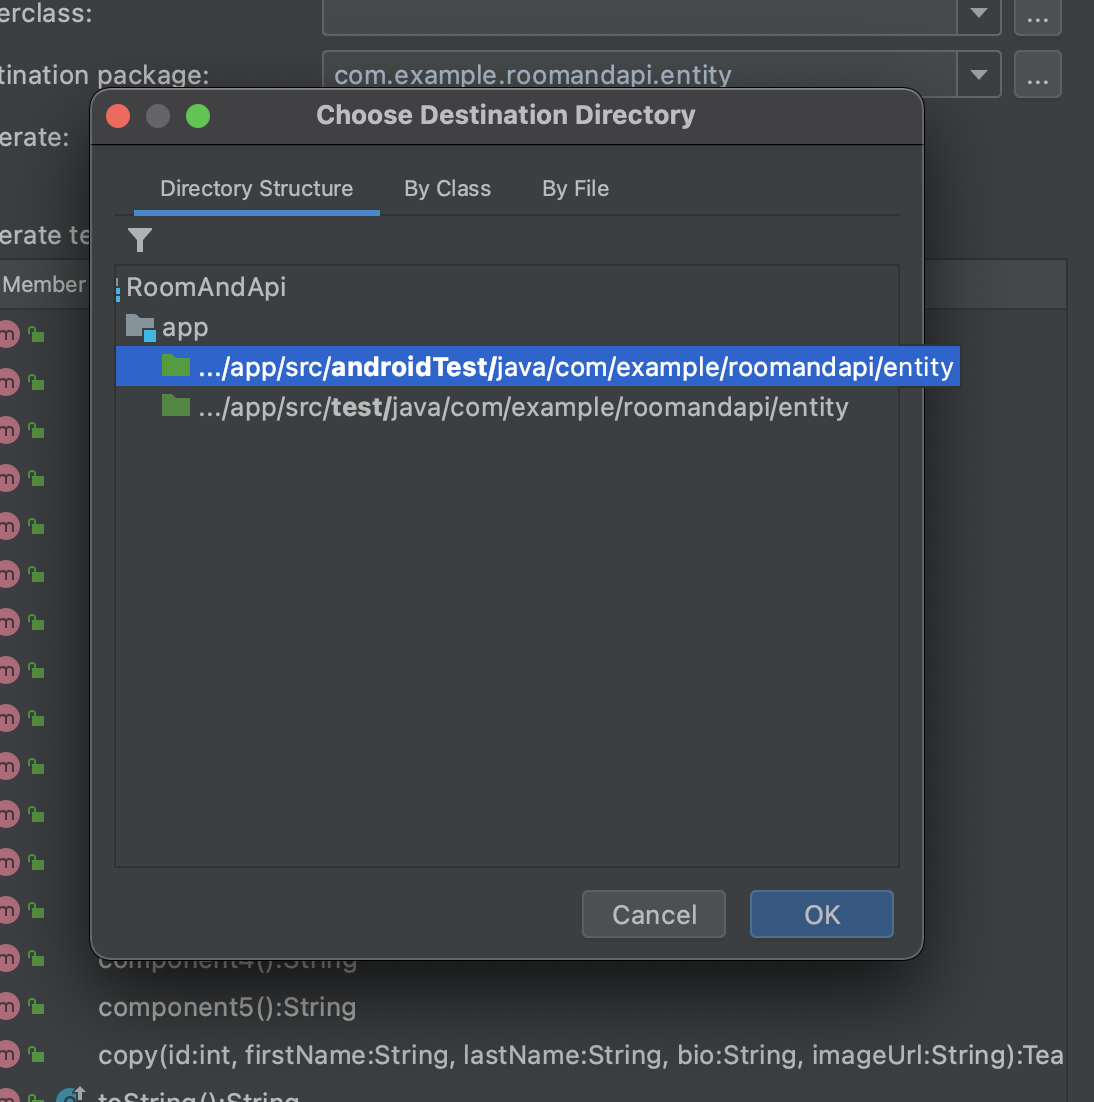 erclass:
...
tination package:
com.example.roomandapi.entity
...
Choose Destination Directory
erate:
Directory Structure
By Class
By File
erate te
RoomAndApi
Member
app
.../app/src/androidTest/java/com/example/roomandapi/entity
.../app/src/test/java/com/example/roomandapi/entity
Cancel
OK
component4():String
component5():String
copy(id:int, firstName:String, lastName:String, bio:String, imageUrl:String):Tea
toString():String